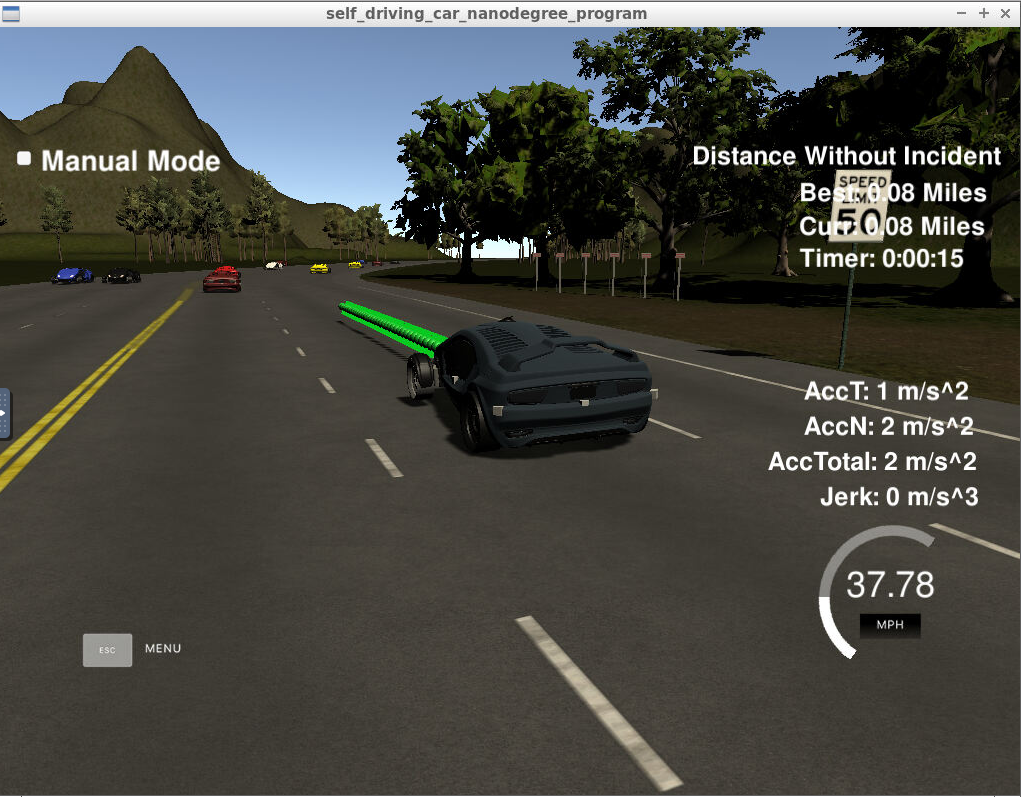 self_driving_car_nanodegree_program
Manual Mode
Distance Without Incident
SPEED
Best: 0.08 Miles
50
Curr: 0.08 Miles
Timer: 0:00:15
AccT: 1 m/s^2
AccN: 2 m/s^2
AccTotal: 2 m/s^2
Jerk: 0 m/s^3
37.78
MPH
ESC MENU